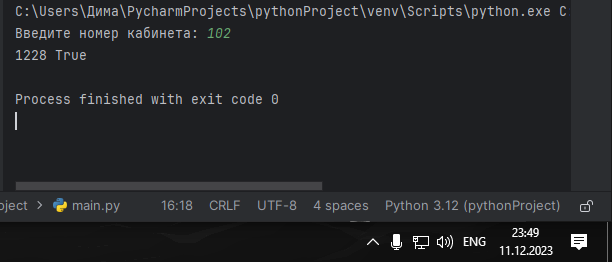 C:\Users\Дима\PycharmProjects\pythonProject\venv\Scripts\python.exe C
Введите номер кабинета: 102
1228 True
Process finished with exit code 0
oject > main.py 16:18 CRLF UTF-8 4 spaces Python 3.12 (pythonProject)
ENG 23:49
11.12.2023